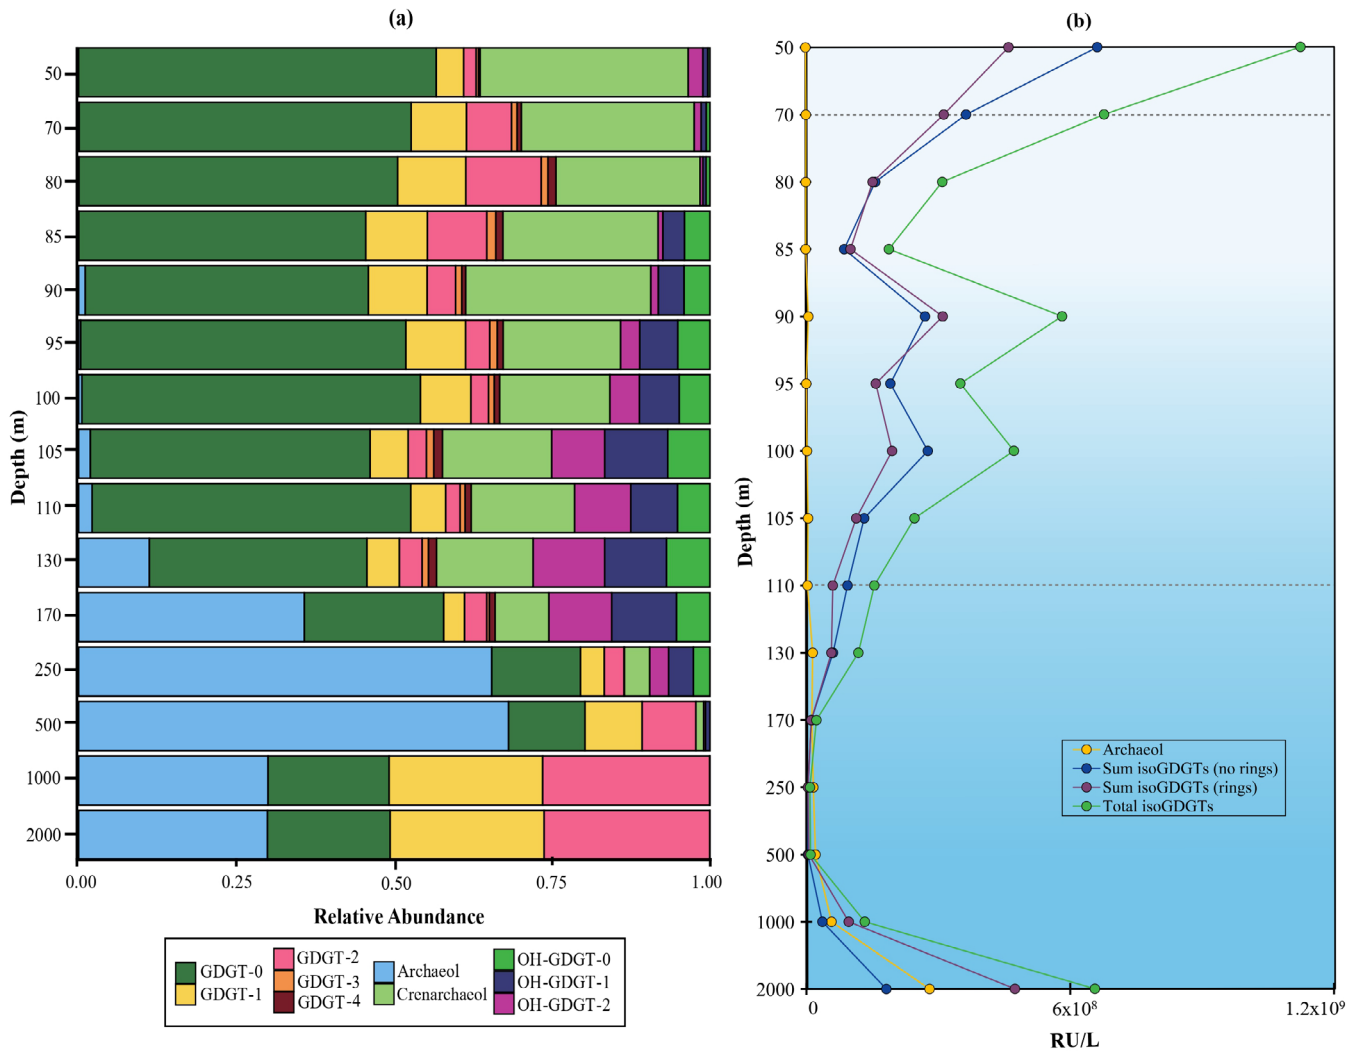 (a)
50
70
80
85
90
95
100
105
110
130
170
250
500
1000
2000
Depth (m)
0.00 0.25 0.50 0.75 1.00
Relative Abundance
GDGT-0
GDGT-1
GDGT-2
GDGT-3
GDGT-4
Archaeol
Crenarchaeol
OH-GDGT-0
OH-GDGT-1
OH-GDGT-2
(b)
50
70
80
85
90
95
100
105
110
130
170
250
500
1000
2000
Depth (m)
Archaeol
Sum isoGDGTs (no rings)
Sum isoGDGTs (rings)
Total isoGDGTs
0 6x10⁸ 1.2x10⁹
RU/L